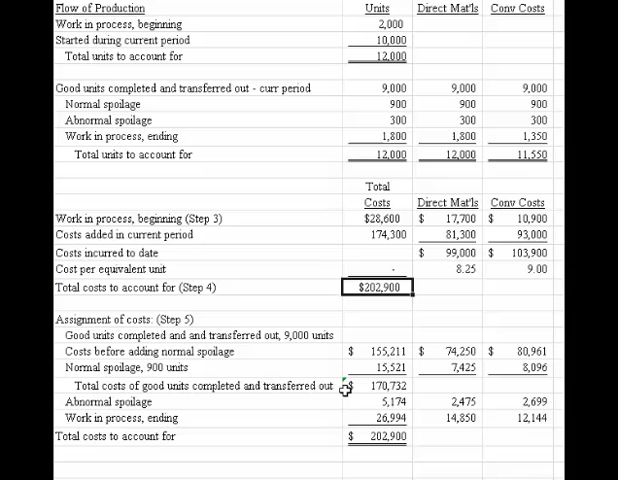 Flow of Production Units Direct Mat'ls Conv Costs
Work in process, beginning 2,000
Started during current period 10,000
Total units to account for 12,000
Good units completed and transferred out - curr period 9,000 9,000 9,000
Normal spoilage 900 900 900
Abnormal spoilage 300 300 300
Work in process, ending 1,800 1,800 1,350
Total units to account for 12,000 12,000 11,550
Total
Costs Direct Mat'ls Conv Costs
Work in process, beginning (Step 3) $28,600 $ 17,700 $ 10,900
Costs added in current period 174,300 81,300 93,000
Costs incurred to date $ 99,000 $ 103,900
Cost per equivalent unit - 8.25 9.00
Total costs to account for (Step 4) $202,900
Assignment of costs: (Step 5)
Good units completed and and transferred out, 9,000 units
Costs before adding normal spoilage $ 155,211 $ 74,250 $ 80,961
Normal spoilage, 900 units 15,521 7,425 8,096
Total costs of good units completed and transferred out $ 170,732
Abnormal spoilage 5,174 2,475 2,699
Work in process, ending 26,994 14,850 12,144
Total costs to account for $ 202,900